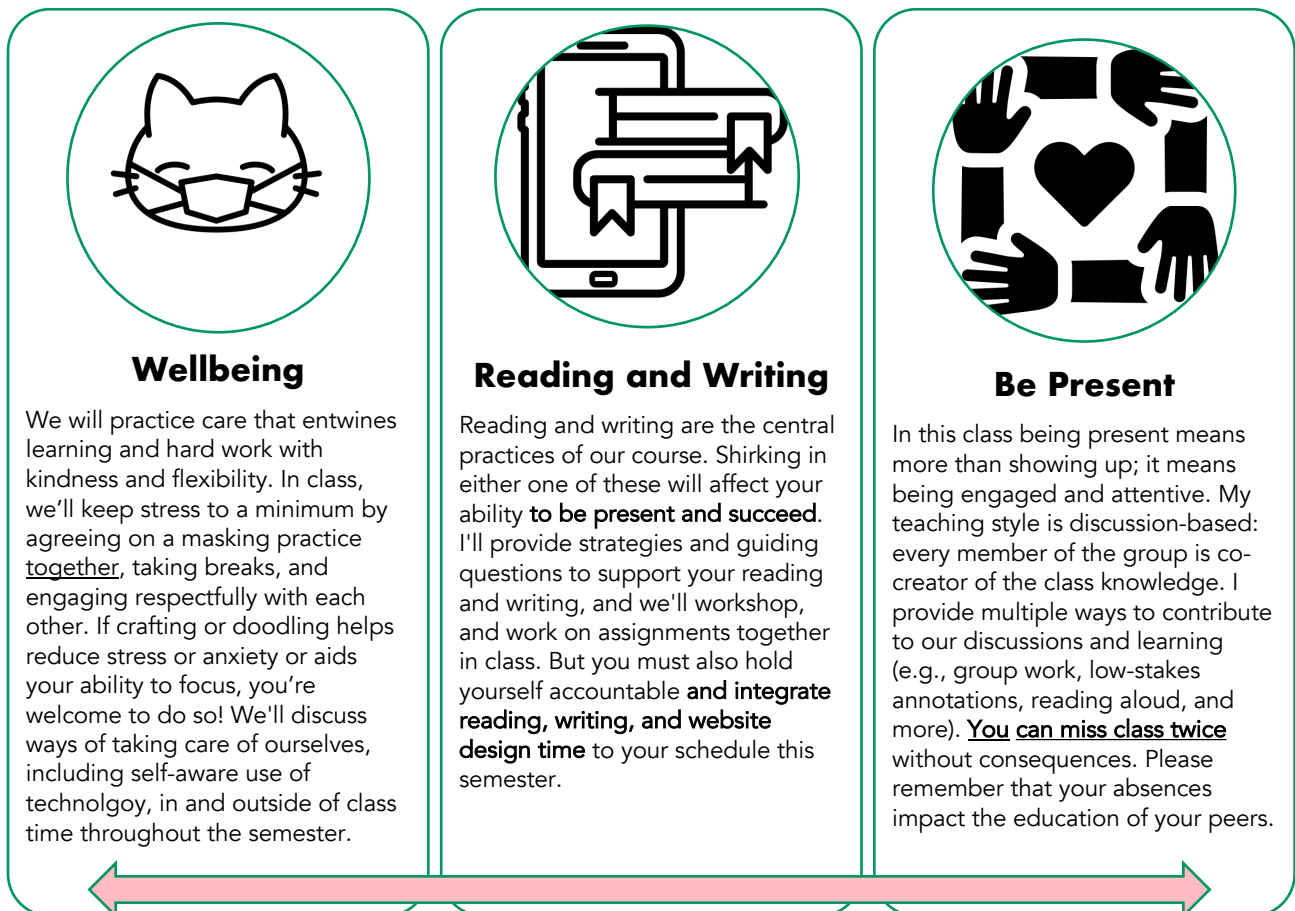 Wellbeing
We will practice care that entwines
learning and hard work with
kindness and flexibility. In class,
we’ll keep stress to a minimum by
agreeing on a masking practice
together, taking breaks, and
engaging respectfully with each
other. If crafting or doodling helps
reduce stress or anxiety or aids
your ability to focus, you’re
welcome to do so! We'll discuss
ways of taking care of ourselves,
including self-aware use of
technolgoy, in and outside of class
time throughout the semester.
Reading and Writing
Reading and writing are the central
practices of our course. Shirking in
either one of these will affect your
ability to be present and succeed.
I'll provide strategies and guiding
questions to support your reading
and writing, and we'll workshop,
and work on assignments together
in class. But you must also hold
yourself accountable and integrate
reading, writing, and website
design time to your schedule this
semester.
Be Present
In this class being present means
more than showing up; it means
being engaged and attentive. My
teaching style is discussion-based:
every member of the group is co-
creator of the class knowledge. I
provide multiple ways to contribute
to our discussions and learning
(e.g., group work, low-stakes
annotations, reading aloud, and
more). You can miss class twice
without consequences. Please
remember that your absences
impact the education of your peers.